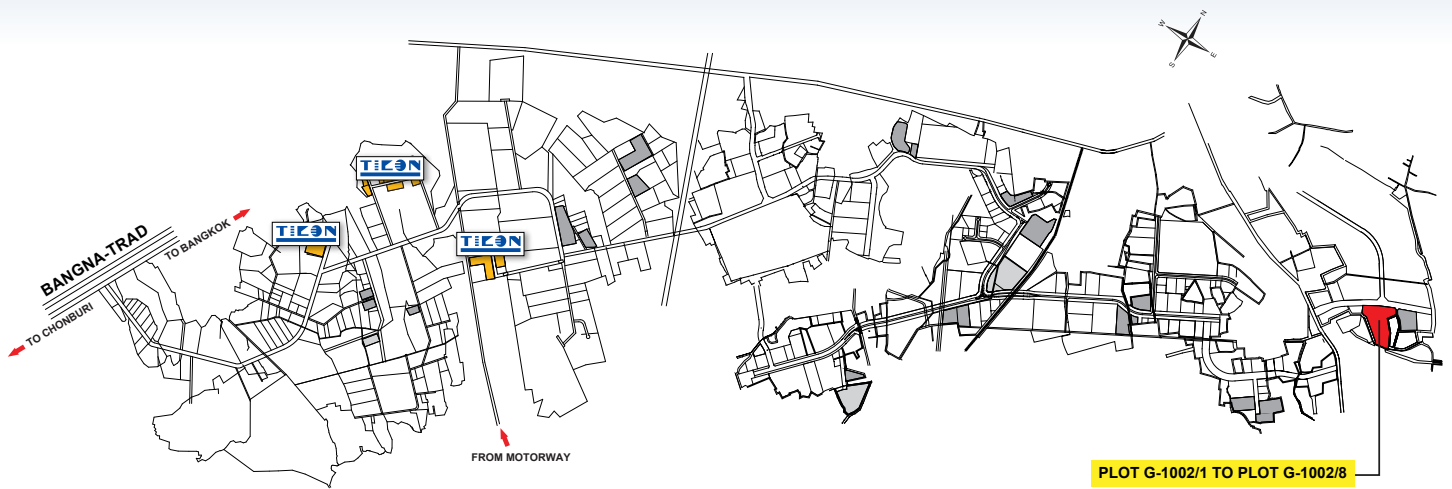 W
N
S
E
TICON
TICON
TICON
BANGNA-TRAD
TO BANGKOK
TO CHONBURI
FROM MOTORWAY
PLOT G-1002/1 TO PLOT G-1002/8